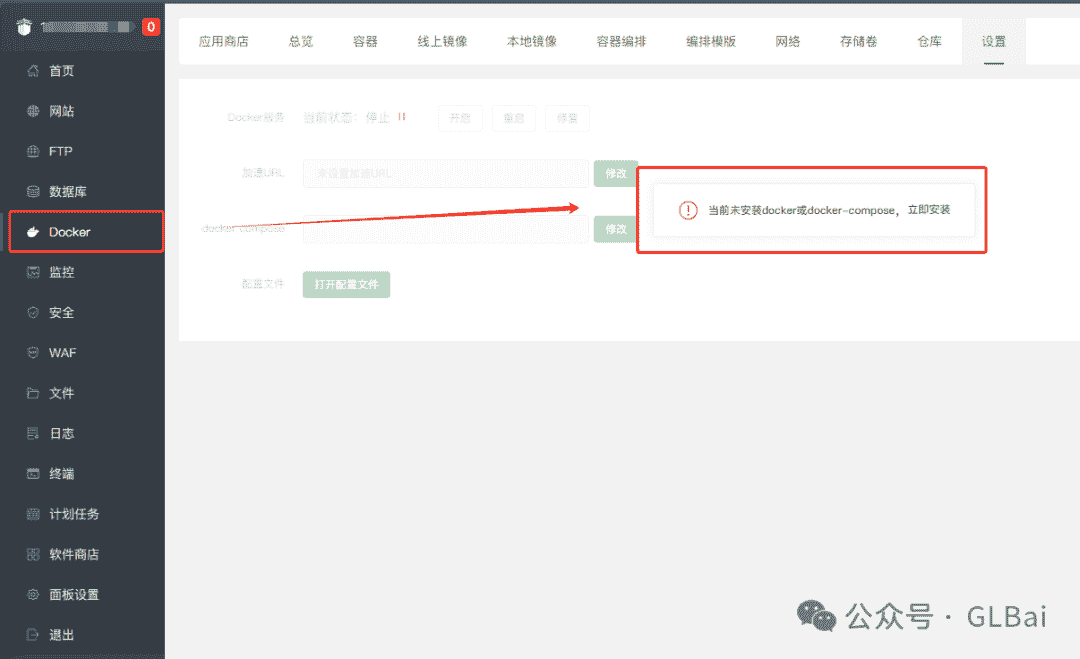 0
首页
网站
FTP
数据库
Docker
监控
安全
WAF
文件
日志
终端
计划任务
软件商店
面板设置
退出
应用商店 总览 容器 线上镜像 本地镜像 容器编排 编排模版 网络 存储卷 仓库 设置
Docker服务 当前状态: 停止 开启 重启 修复
加速URL 未设置加速URL 修改
docker-compose 修改
当前未安装docker或docker-compose，立即安装
配置文件 打开配置文件
公众号 · GLBai